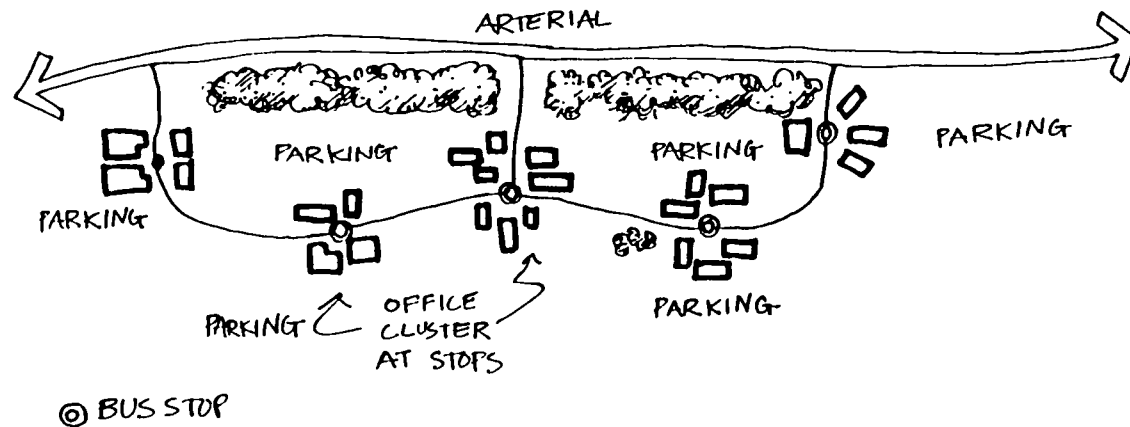 ARTERIAL
PARKING
PARKING
PARKING
PARKING
PARKING
OFFICE
CLUSTER
AT STOPS
PARKING
BUS STOP